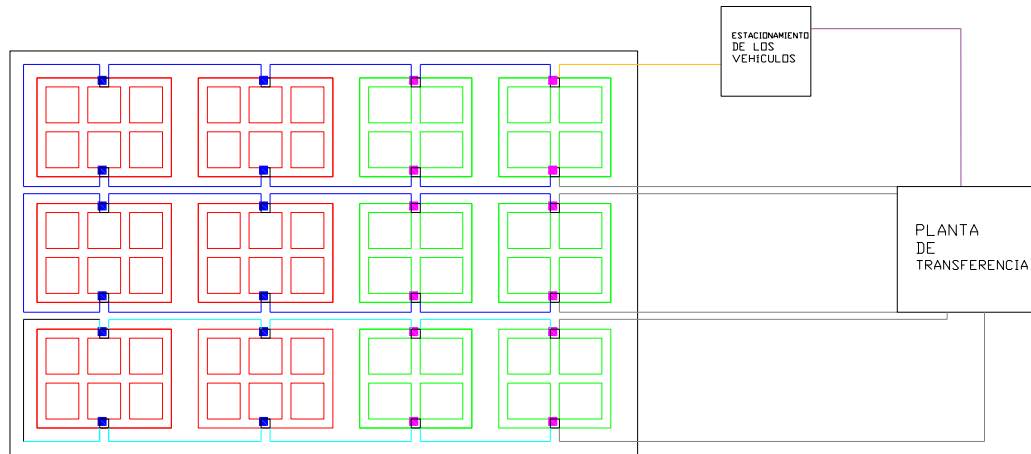 ESTACIONAMIENTO
DE LOS
VEHICULOS
PLANTA
DE
TRANSFERENCIA